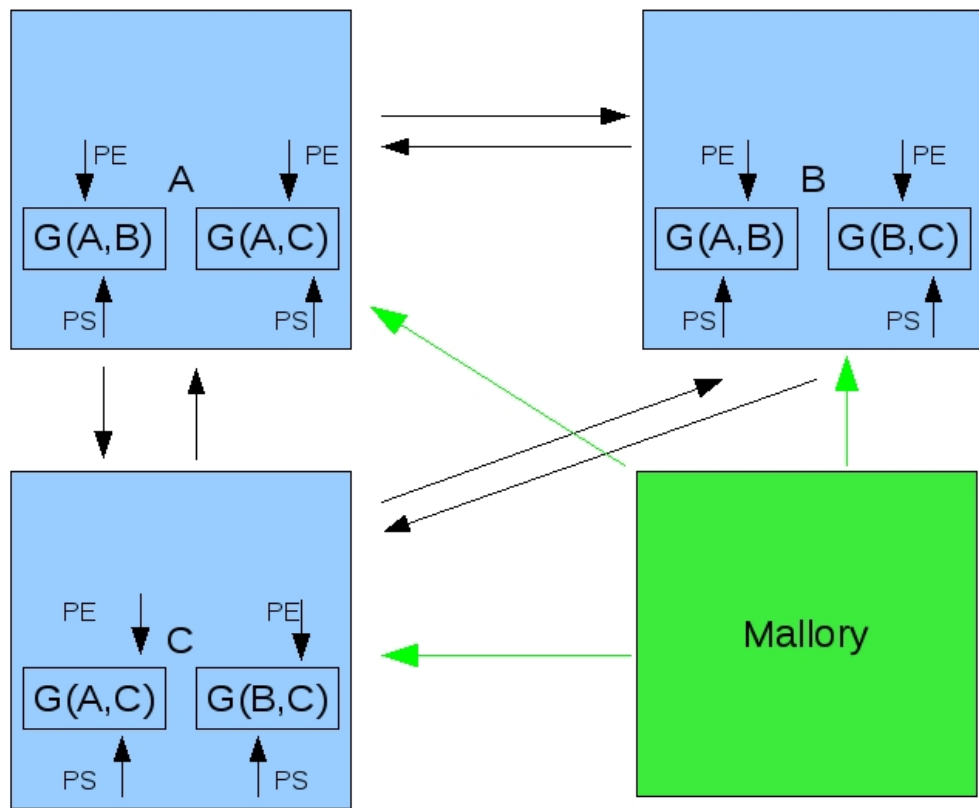 PE
PE
A
G(A,B)
G(A,C)
PS
PS
PE
PE
B
G(A,B)
G(B,C)
PS
PS
PE
PE
C
G(A,C)
G(B,C)
PS
PS
Mallory